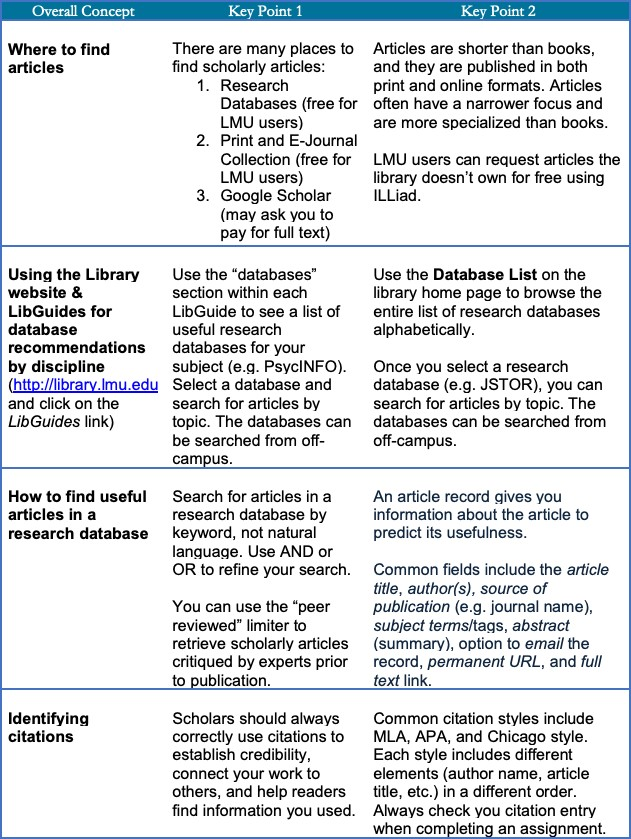 Overall Concept
Key Point 1
Key Point 2
Where to find
articles
There are many places to
find scholarly articles:
1. Research
Databases (free for
LMU users)
2. Print and E-Journal
Collection (free for
LMU users)
3. Google Scholar
(may ask you to
pay for full text)
Articles are shorter than books,
and they are published in both
print and online formats. Articles
often have a narrower focus and
are more specialized than books.
LMU users can request articles the
library doesn’t own for free using
ILLiad.
Using the Library
website &
LibGuides for
database
recommendations
by discipline
(http://library.lmu.edu
and click on the
LibGuides link)
Use the “databases”
section within each
LibGuide to see a list of
useful research
databases for your
subject (e.g. PsycINFO).
Select a database and
search for articles by
topic. The databases can
be searched from off-
campus.
Use the Database List on the
library home page to browse the
entire list of research databases
alphabetically.
Once you select a research
database (e.g. JSTOR), you can
search for articles by topic. The
databases can be searched from
off-campus.
How to find useful
articles in a
research database
Search for articles in a
research database by
keyword, not natural
language. Use AND or
OR to refine your search.
You can use the “peer
reviewed” limiter to
retrieve scholarly articles
critiqued by experts prior
to publication.
An article record gives you
information about the article to
predict its usefulness.
Common fields include the article
title, author(s), source of
publication (e.g. journal name),
subject terms/tags, abstract
(summary), option to email the
record, permanent URL, and full
text link.
Identifying
citations
Scholars should always
correctly use citations to
establish credibility,
connect your work to
others, and help readers
find information you used.
Common citation styles include
MLA, APA, and Chicago style.
Each style includes different
elements (author name, article
title, etc.) in a different order.
Always check you citation entry
when completing an assignment.